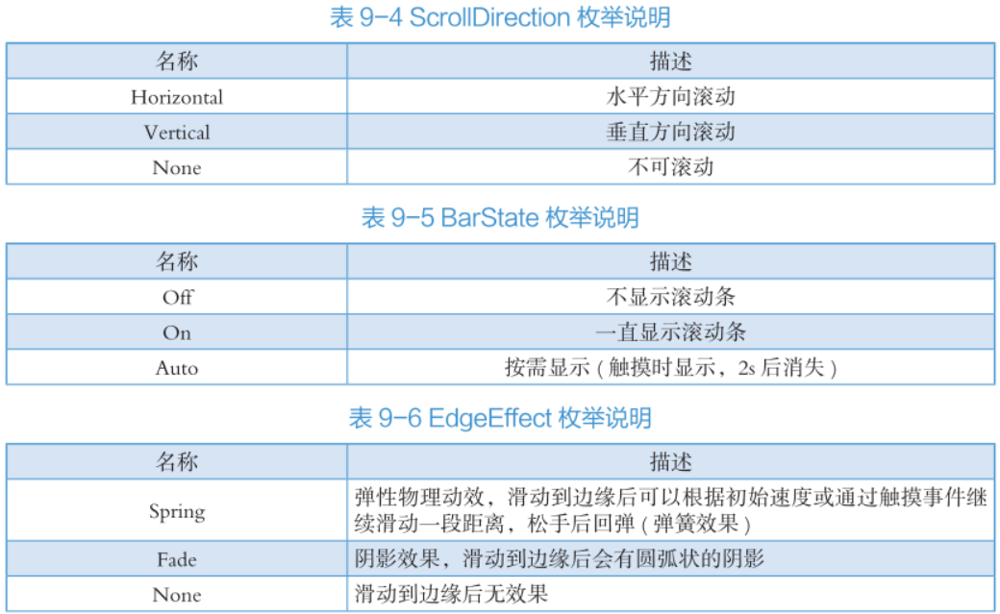 表 9-4 ScrollDirection 枚举说明
名称 描述
Horizontal 水平方向滚动
Vertical 垂直方向滚动
None 不可滚动
表 9-5 BarState 枚举说明
名称 描述
Off 不显示滚动条
On 一直显示滚动条
Auto 按需显示 ( 触摸时显示，2s 后消失 )
表 9-6 EdgeEffect 枚举说明
名称 描述
Spring 弹性物理动效，滑动到边缘后可以根据初始速度或通过触摸事件继
续滑动一段距离，松手后回弹 ( 弹簧效果 )
Fade 阴影效果，滑动到边缘后会有圆弧状的阴影
None 滑动到边缘后无效果